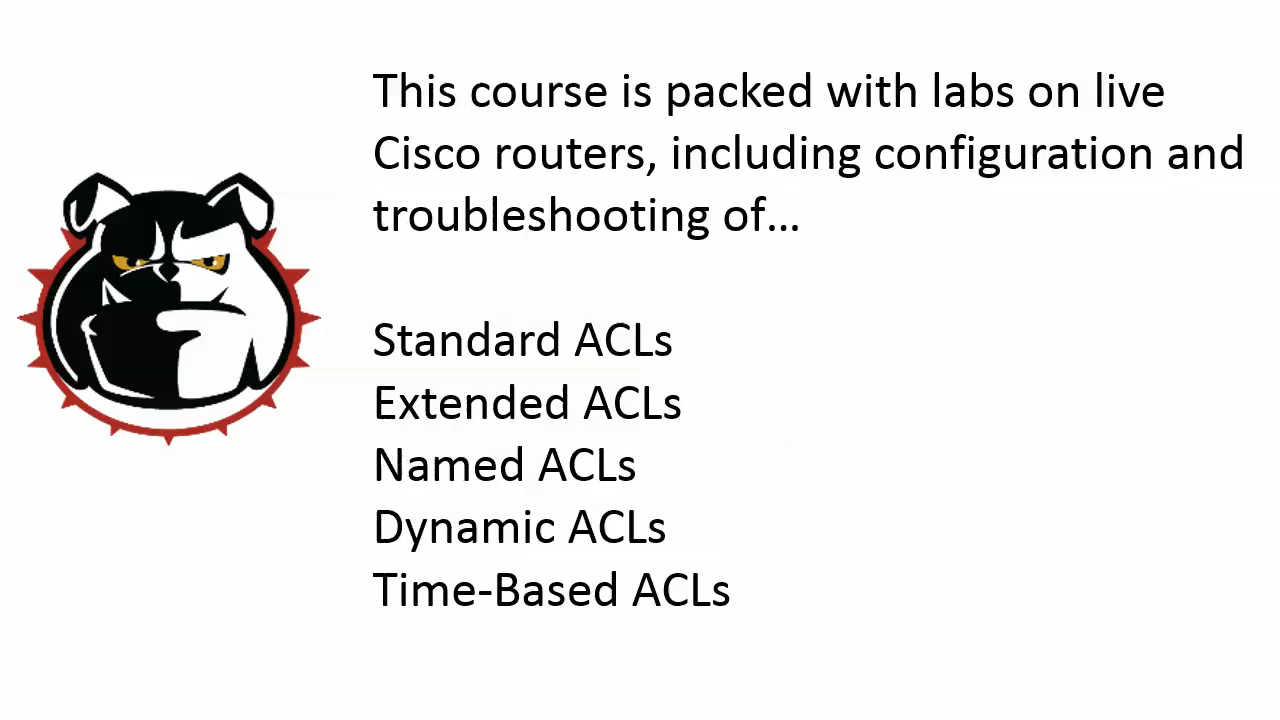 This course is packed with labs on live
Cisco routers, including configuration and
troubleshooting of...
Standard ACLs
Extended ACLs
Named ACLs
Dynamic ACLs
Time-Based ACLs